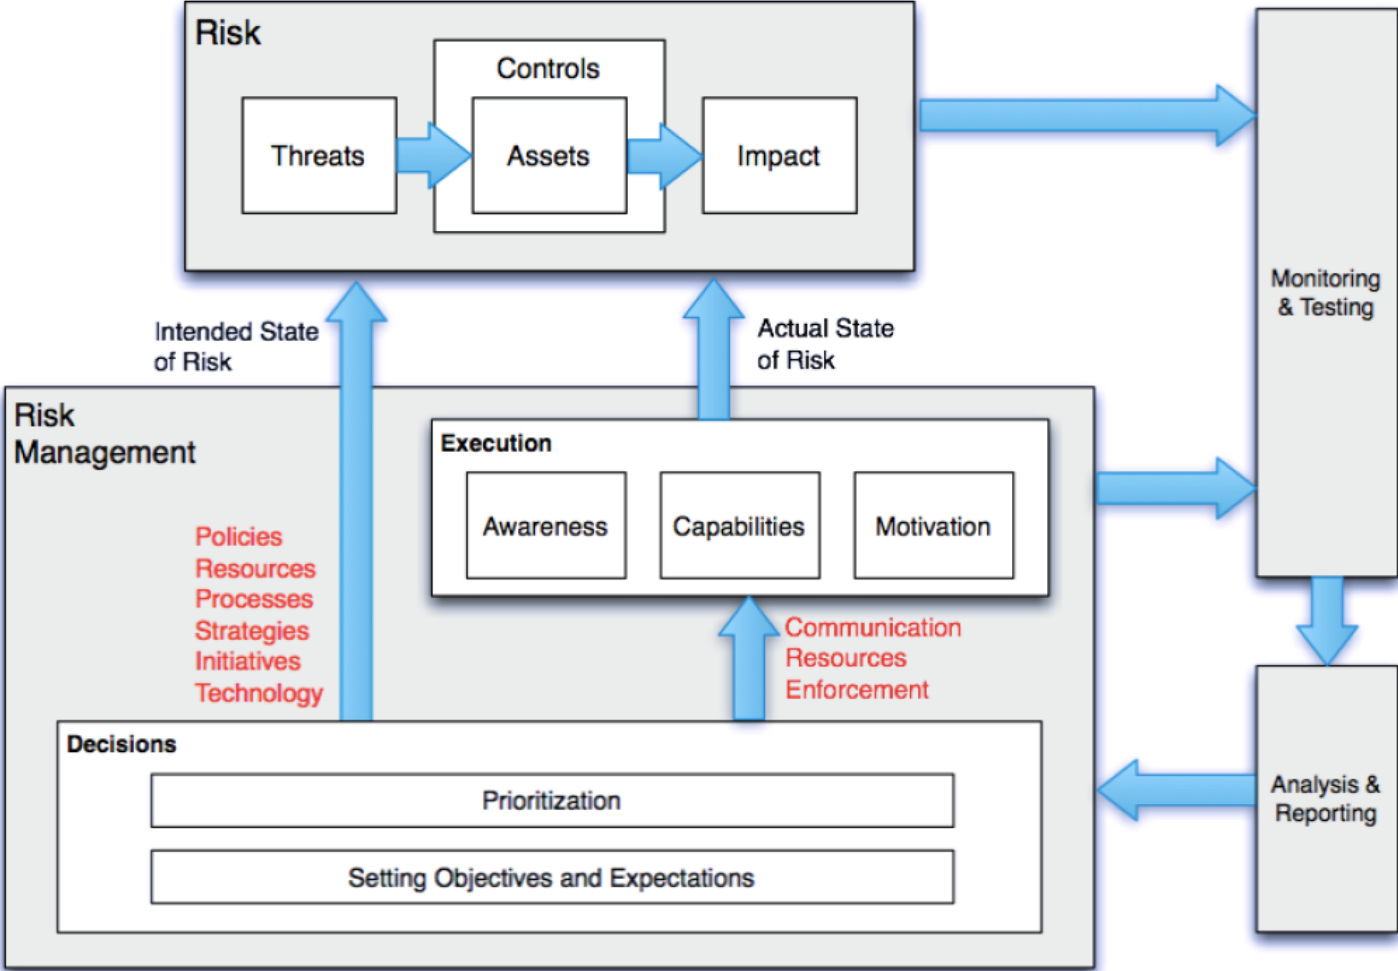 Risk
Controls
Threats
Assets
Impact
Monitoring
& Testing
Intended State
of Risk
Actual State
of Risk
Risk
Management
Execution
Awareness
Capabilities
Motivation
Policies
Resources
Processes
Strategies
Initiatives
Technology
Communication
Resources
Enforcement
Decisions
Prioritization
Setting Objectives and Expectations
Analysis &
Reporting